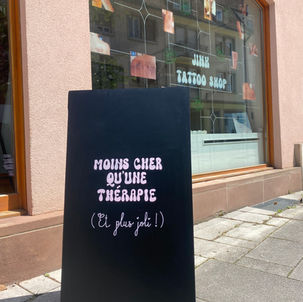 JINX
TATTOO SHOP
MOINS CHER
QU'UNE
THÉRAPIE
(Et plus joli !)